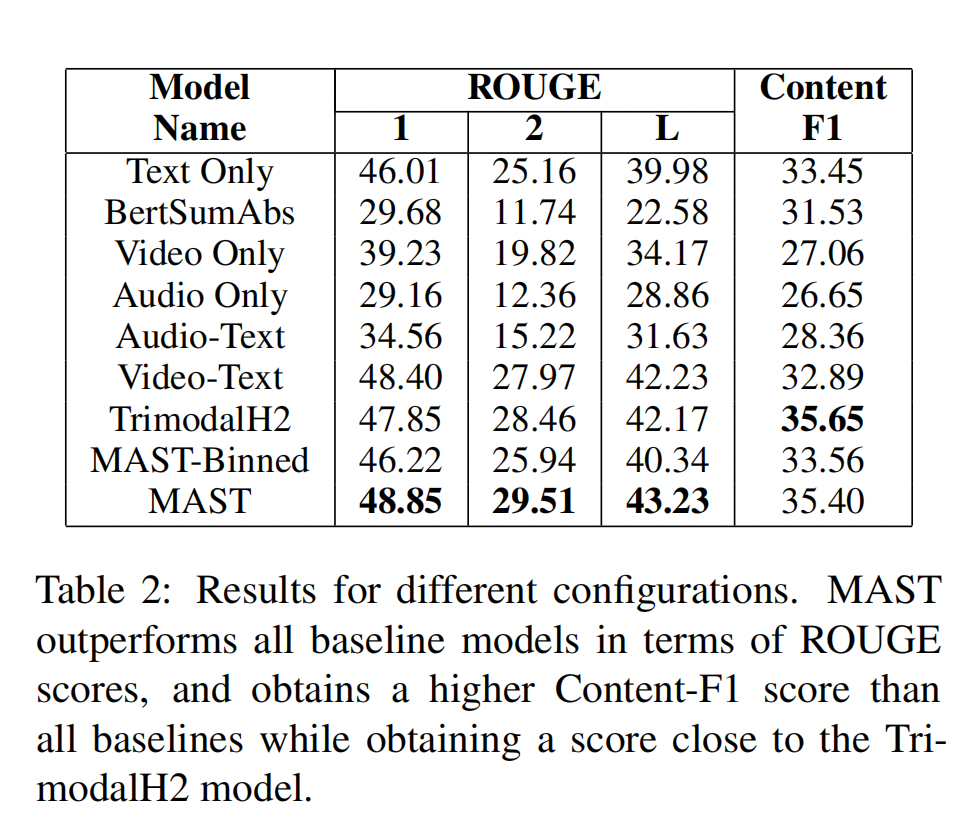 Model ROUGE Content
Name 1 2 L F1
Text Only 46.01 25.16 39.98 33.45
BertSumAbs 29.68 11.74 22.58 31.53
Video Only 39.23 19.82 34.17 27.06
Audio Only 29.16 12.36 28.86 26.65
Audio-Text 34.56 15.22 31.63 28.36
Video-Text 48.40 27.97 42.23 32.89
TrimodalH2 47.85 28.46 42.17 35.65
MAST-Binned 46.22 25.94 40.34 33.56
MAST 48.85 29.51 43.23 35.40
Table 2: Results for different configurations. MAST
outperforms all baseline models in terms of ROUGE
scores, and obtains a higher Content-F1 score than
all baselines while obtaining a score close to the Tri-
modalH2 model.